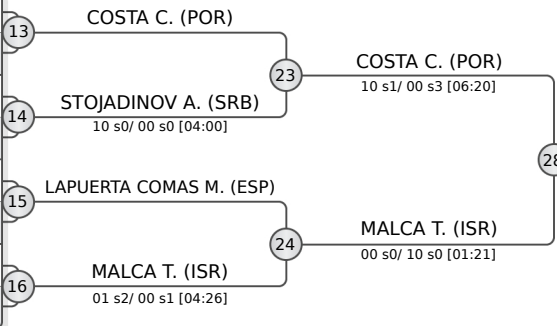 COSTA C. (POR)
13
COSTA C. (POR)
23
10 s1/ 00 s3 [06:20]
STOJADINOV A. (SRB)
14
10 s0/ 00 s0 [04:00]
28
LAPUERTA COMAS M. (ESP)
15
MALCA T. (ISR)
24
00 s0/ 10 s0 [01:21]
MALCA T. (ISR)
16
01 s2/ 00 s1 [04:26]